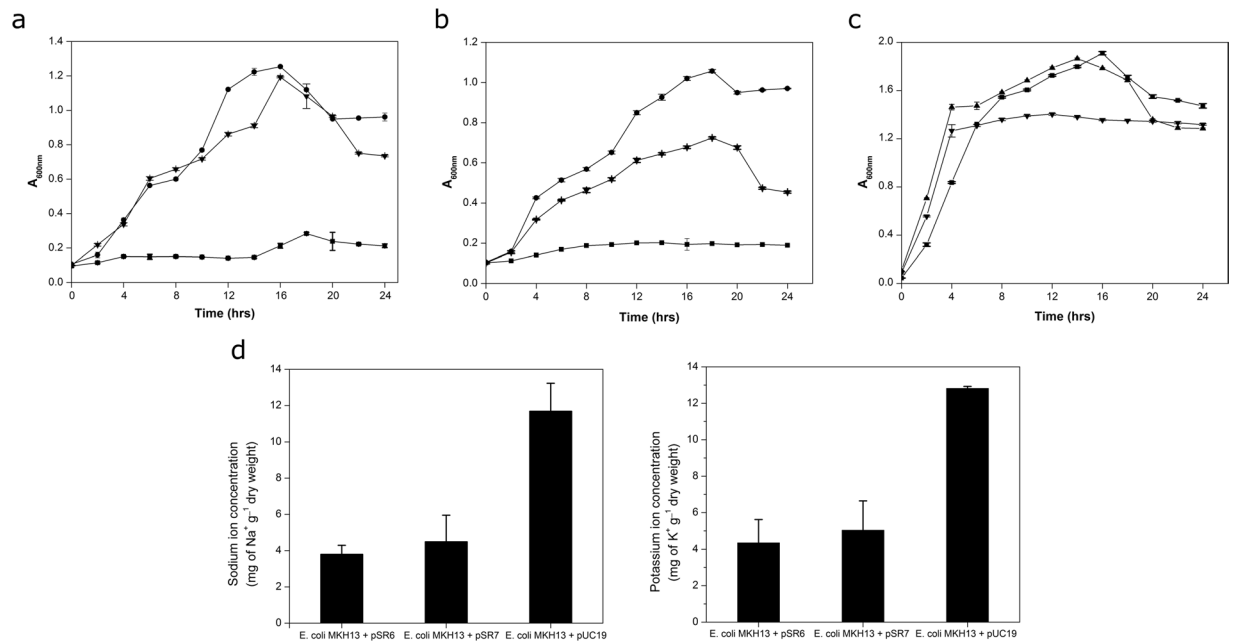 a
1.4
1.2
1.0
0.8
0.6
0.4
0.2
0.0
A600nm
0 4 8 12 16 20 24
Time (hrs)
b
1.2
1.0
0.8
0.6
0.4
0.2
0.0
A600nm
0 4 8 12 16 20 24
Time (hrs)
c
2.0
1.6
1.2
0.8
0.4
0.0
A600nm
0 4 8 12 16 20 24
Time (hrs)
d
14
12
10
8
6
4
2
0
Sodium ion concentration
(mg of Na⁺ g⁻¹ dry weight)
E. coli MKH13 + pSR6 E. coli MKH13 + pSR7 E. coli MKH13 + pUC19
14
13
12
10
9
8
6
5
4
3
1
0
Potassium ion concentration
(mg of K⁺ g⁻¹ dry weight)
E. coli MKH13 + pSR6 E. coli MKH13 + pSR7 E. coli MKH13 + pUC19